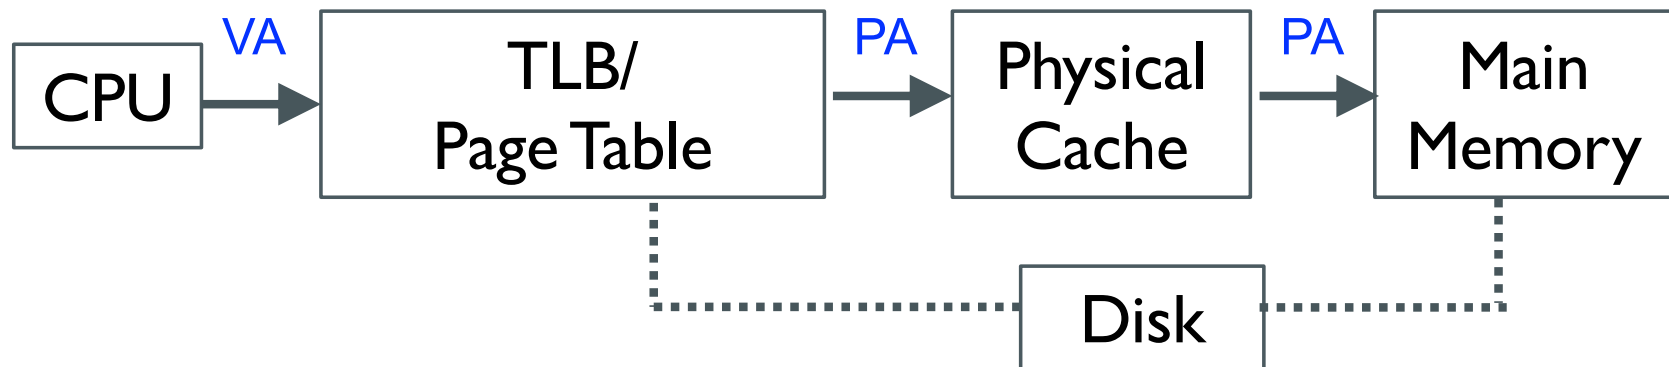 CPU
VA
TLB/
Page Table
PA
Physical
Cache
PA
Main
Memory
Disk